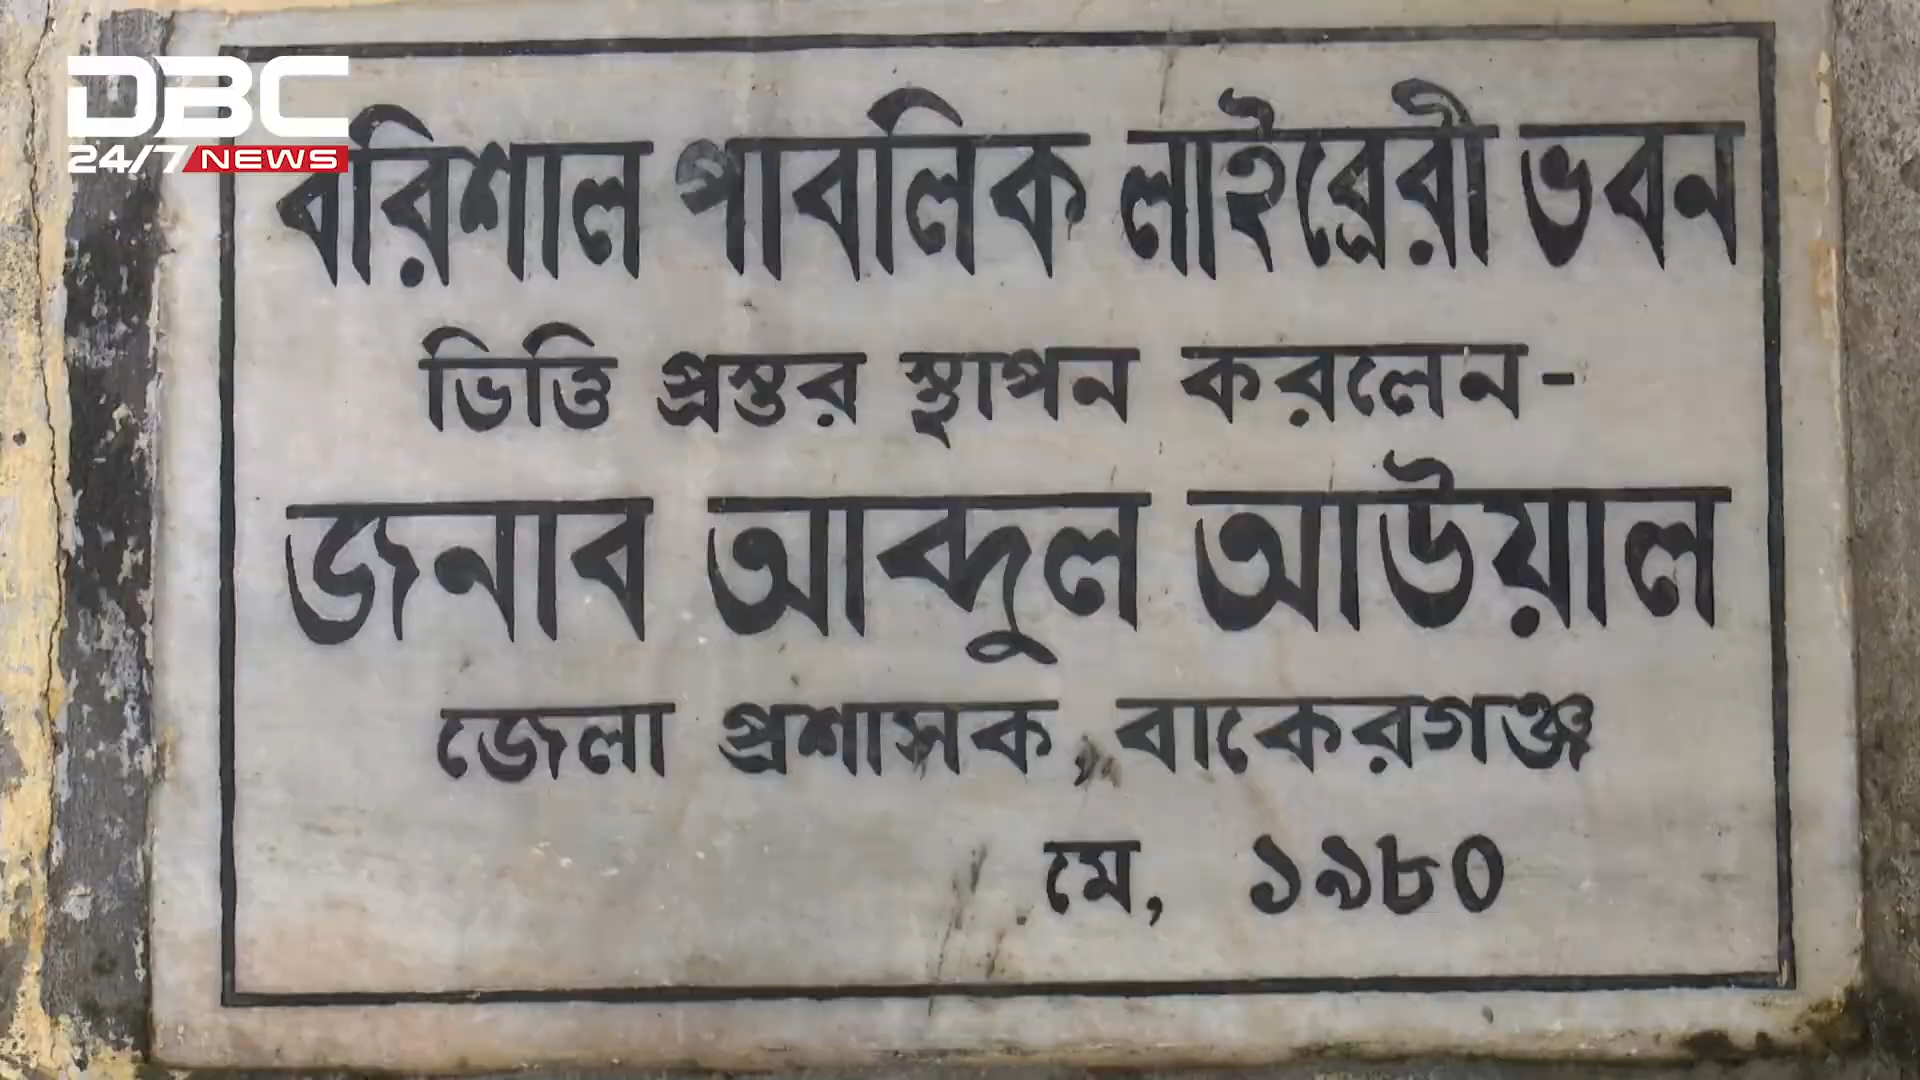 DBC
24/7 NEWS
বরিশাল পাবলিক লাইব্রেরী ভবন
ভিত্তি প্রস্তর স্থাপন করলেন-
জনাব আব্দুল আউয়াল
জেলা প্রশাসক, বাকেরগঞ্জ
মে, ১৯৮০